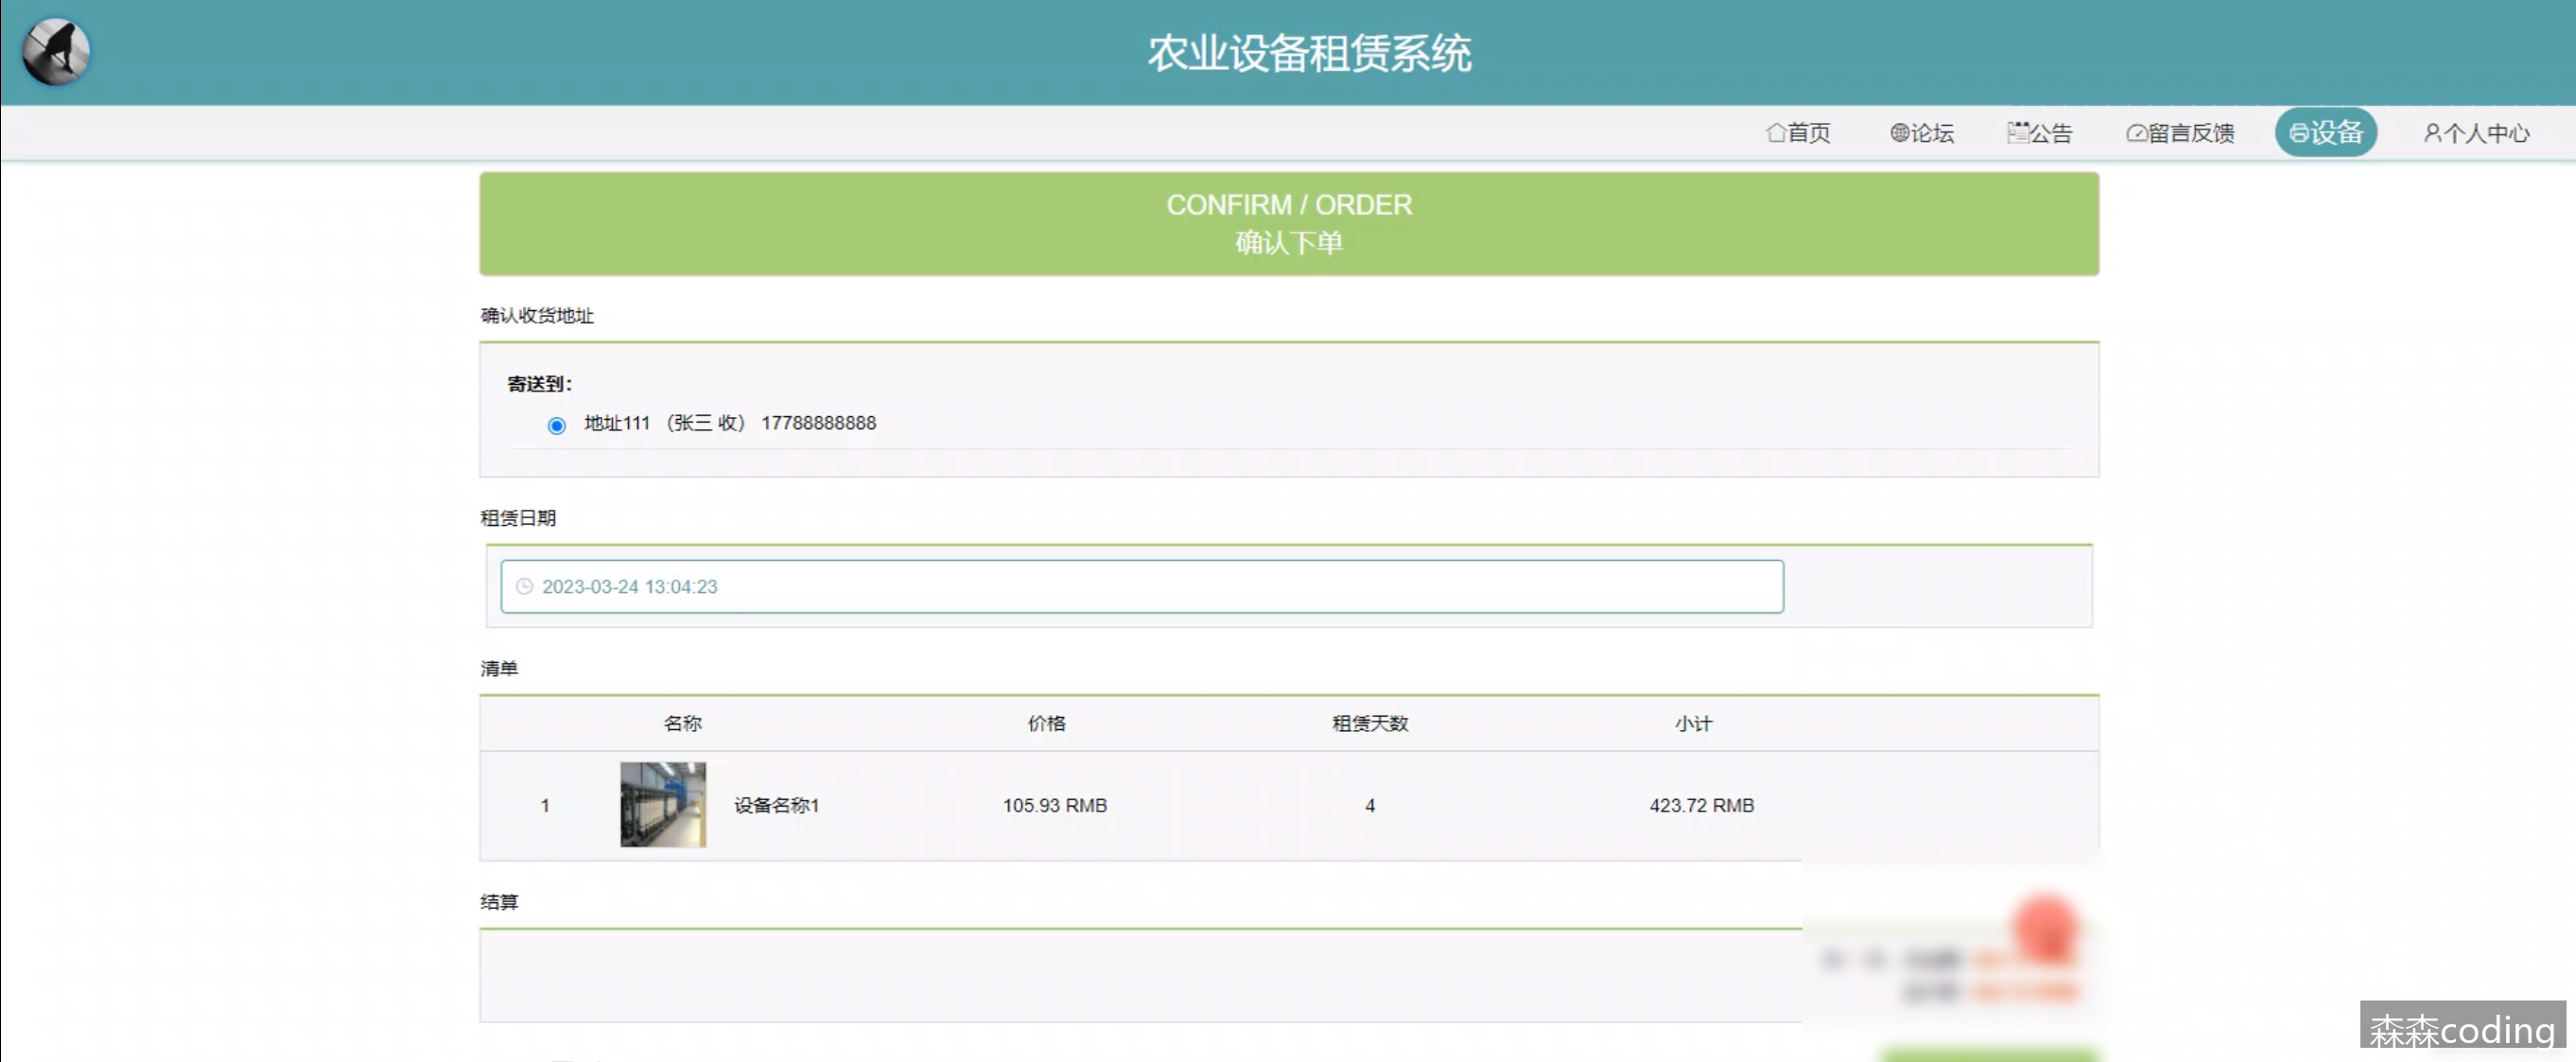 农业设备租赁系统
首页 论坛 公告 留言反馈 设备 个人中心
CONFIRM / ORDER
确认下单
确认收货地址
寄送到：
地址111 （张三 收） 17788888888
租赁日期
2023-03-24 13:04:23
清单
名称 价格 租赁天数 小计
1 设备名称1 105.93 RMB 4 423.72 RMB
结算
森森coding